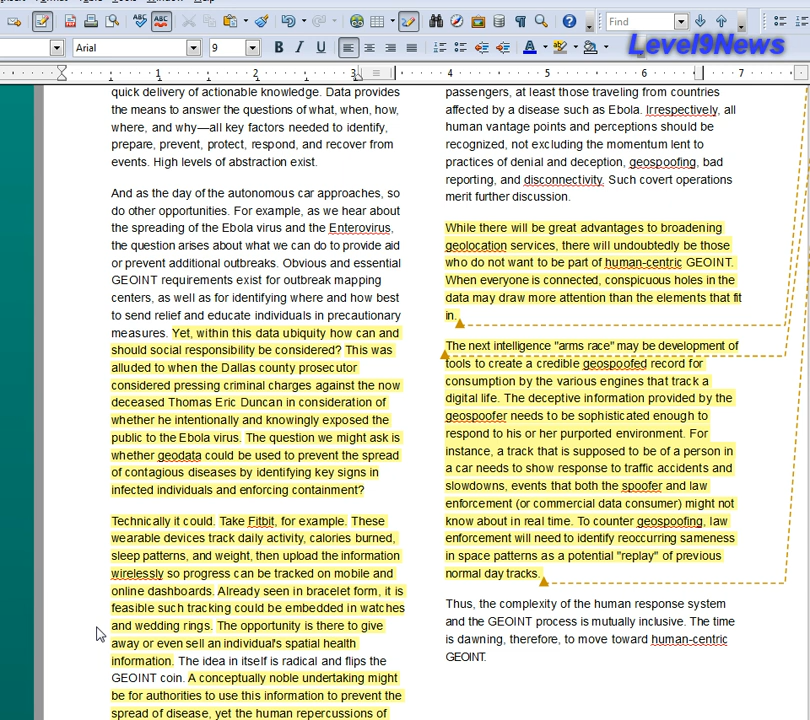 Arial
9
Find
Level9News
1
2
3
4
5
6
7
quick delivery of actionable knowledge. Data provides
the means to answer the questions of what, when, how,
where, and why—all key factors needed to identify,
prepare, prevent, protect, respond, and recover from
events. High levels of abstraction exist.
And as the day of the autonomous car approaches, so
do other opportunities. For example, as we hear about
the spreading of the Ebola virus and the Enterovirus,
the question arises about what we can do to provide aid
or prevent additional outbreaks. Obvious and essential
GEOINT requirements exist for outbreak mapping
centers, as well as for identifying where and how best
to send relief and educate individuals in precautionary
measures. Yet, within this data ubiquity how can and
should social responsibility be considered? This was
alluded to when the Dallas county prosecutor
considered pressing criminal charges against the now
deceased Thomas Eric Duncan in consideration of
whether he intentionally and knowingly exposed the
public to the Ebola virus. The question we might ask is
whether geodata could be used to prevent the spread
of contagious diseases by identifying key signs in
infected individuals and enforcing containment?
Technically it could. Take Fitbit, for example. These
wearable devices track daily activity, calories burned,
sleep patterns, and weight, then upload the information
wirelessly so progress can be tracked on mobile and
online dashboards. Already seen in bracelet form, it is
feasible such tracking could be embedded in watches
and wedding rings. The opportunity is there to give
away or even sell an individual's spatial health
information. The idea in itself is radical and flips the
GEOINT coin. A conceptually noble undertaking might
be for authorities to use this information to prevent the
spread of disease, yet the human repercussions of
passengers, at least those traveling from countries
affected by a disease such as Ebola. Irrespectively, all
human vantage points and perceptions should be
recognized, not excluding the momentum lent to
practices of denial and deception, geospoofing, bad
reporting, and disconnectivity. Such covert operations
merit further discussion.
While there will be great advantages to broadening
geolocation services, there will undoubtedly be those
who do not want to be part of human-centric GEOINT.
When everyone is connected, conspicuous holes in the
data may draw more attention than the elements that fit
in.
The next intelligence "arms race" may be development of
tools to create a credible geospoofed record for
consumption by the various engines that track a
digital life. The deceptive information provided by the
geospoofer needs to be sophisticated enough to
respond to his or her purported environment. For
instance, a track that is supposed to be of a person in
a car needs to show response to traffic accidents and
slowdowns, events that both the spoofer and law
enforcement (or commercial data consumer) might not
know about in real time. To counter geospoofing, law
enforcement will need to identify reoccurring sameness
in space patterns as a potential "replay" of previous
normal day tracks.
Thus, the complexity of the human response system
and the GEOINT process is mutually inclusive. The time
is dawning, therefore, to move toward human-centric
GEOINT.